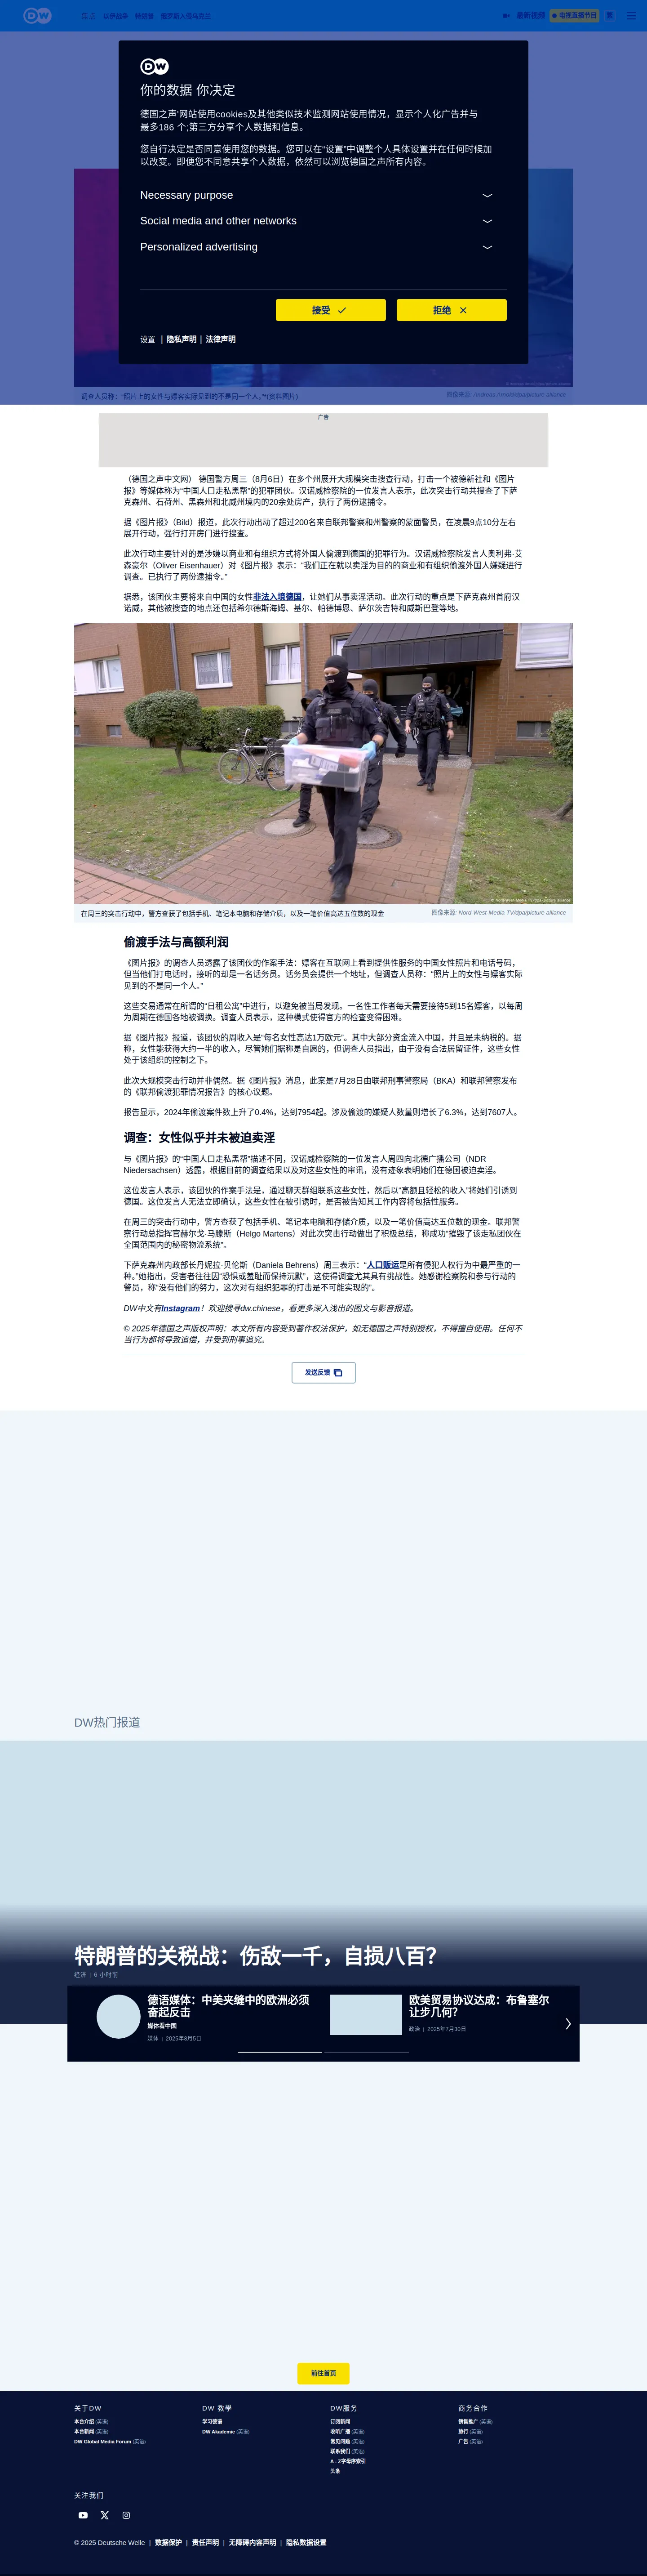 DW
焦点
以伊战争
特朗普
俄罗斯入侵乌克兰
最新视频
电视直播节目
繁
DW
你的数据 你决定
德国之声‘网站使用cookies及其他类似技术监测网站使用情况，显示个人化广告并与
最多186 个;第三方分享个人数据和信息。
您自行决定是否同意使用您的数据。您可以在“设置”中调整个人具体设置并在任何时候加
以改变。即便您不同意共享个人数据，依然可以浏览德国之声所有内容。
Necessary purpose
Social media and other networks
Personalized advertising
接受
拒绝
设置 | 隐私声明 | 法律声明
调查人员称：“照片上的女性与嫖客实际见到的不是同一个人。”*(资料图片)
图像来源: Andreas Arnold/dpa/picture alliance
广告
（德国之声中文网） 德国警方周三（8月6日）在多个州展开大规模突击搜查行动，打击一个被德新社和《图片
报》等媒体称为“中国人口走私黑帮”的犯罪团伙。汉诺威检察院的一位发言人表示，此次突击行动共搜查了下萨
克森州、石荷州、黑森州和北威州境内的20余处房产，执行了两份逮捕令。
据《图片报》（Bild）报道，此次行动出动了超过200名来自联邦警察和州警察的蒙面警员，在凌晨9点10分左右
展开行动，强行打开房门进行搜查。
此次行动主要针对的是涉嫌以商业和有组织方式将外国人偷渡到德国的犯罪行为。汉诺威检察院发言人奥利弗·艾
森豪尔（Oliver Eisenhauer）对《图片报》表示：“我们正在就以卖淫为目的的商业和有组织偷渡外国人嫌疑进行
调查。已执行了两份逮捕令。”
据悉，该团伙主要将来自中国的女性非法入境德国，让她们从事卖淫活动。此次行动的重点是下萨克森州首府汉
诺威，其他被搜查的地点还包括希尔德斯海姆、基尔、帕德博恩、萨尔茨吉特和威斯巴登等地。
© Nord-West-Media TV/dpa/picture alliance
在周三的突击行动中，警方查获了包括手机、笔记本电脑和存储介质，以及一笔价值高达五位数的现金
图像来源: Nord-West-Media TV/dpa/picture alliance
偷渡手法与高额利润
《图片报》的调查人员透露了该团伙的作案手法：嫖客在互联网上看到提供性服务的中国女性照片和电话号码，
但当他们打电话时，接听的却是一名话务员。话务员会提供一个地址，但调查人员称：“照片上的女性与嫖客实际
见到的不是同一个人。”
这些交易通常在所谓的“日租公寓”中进行，以避免被当局发现。一名性工作者每天需要接待5到15名嫖客，以每周
为周期在德国各地被调换。调查人员表示，这种模式使得官方的检查变得困难。
据《图片报》报道，该团伙的周收入是“每名女性高达1万欧元”。其中大部分资金流入中国，并且是未纳税的。据
称，女性能获得大约一半的收入，尽管她们据称是自愿的，但调查人员指出，由于没有合法居留证件，这些女性
处于该组织的控制之下。
此次大规模突击行动并非偶然。据《图片报》消息，此案是7月28日由联邦刑事警察局（BKA）和联邦警察发布
的《联邦偷渡犯罪情况报告》的核心议题。
报告显示，2024年偷渡案件数上升了0.4%，达到7954起。涉及偷渡的嫌疑人数量则增长了6.3%，达到7607人。
调查：女性似乎并未被迫卖淫
与《图片报》的“中国人口走私黑帮”描述不同，汉诺威检察院的一位发言人周四向北德广播公司（NDR
Niedersachsen）透露，根据目前的调查结果以及对这些女性的审讯，没有迹象表明她们在德国被迫卖淫。
这位发言人表示，该团伙的作案手法是，通过聊天群组联系这些女性，然后以“高额且轻松的收入”将她们引诱到
德国。这位发言人无法立即确认，这些女性在被引诱时，是否被告知其工作内容将包括性服务。
在周三的突击行动中，警方查获了包括手机、笔记本电脑和存储介质，以及一笔价值高达五位数的现金。联邦警
察行动总指挥官赫尔戈·马滕斯（Helgo Martens）对此次突击行动做出了积极总结，称成功“摧毁了该走私团伙在
全国范围内的秘密物流系统”。
下萨克森州内政部长丹妮拉·贝伦斯（Daniela Behrens）周三表示：“人口贩运是所有侵犯人权行为中最严重的一
种。”她指出，受害者往往因“恐惧或羞耻而保持沉默”，这使得调查尤其具有挑战性。她感谢检察院和参与行动的
警员，称“没有他们的努力，这次对有组织犯罪的打击是不可能实现的”。
DW中文有Instagram！欢迎搜寻dw.chinese，看更多深入浅出的图文与影音报道。
© 2025年德国之声版权声明：本文所有内容受到著作权法保护，如无德国之声特别授权，不得擅自使用。任何不
当行为都将导致追偿，并受到刑事追究。
发送反馈
DW热门报道
特朗普的关税战：伤敌一千，自损八百？
经济 | 6 小时前
德语媒体：中美夹缝中的欧洲必须
奋起反击
媒体看中国
媒体 | 2025年8月5日
欧美贸易协议达成：布鲁塞尔
让步几何？
政治 | 2025年7月30日
前往首页
关于DW
本台介绍 (英语)
本台新闻 (英语)
DW Global Media Forum (英语)
DW 教學
学习德语
DW Akademie (英语)
DW服务
订阅新闻
收听广播 (英语)
常见问题 (英语)
联系我们 (英语)
A - Z字母序索引
头条
商务合作
销售推广 (英语)
旅行 (英语)
广告 (英语)
关注我们
© 2025 Deutsche Welle | 数据保护 | 责任声明 | 无障碍内容声明 | 隐私数据设置